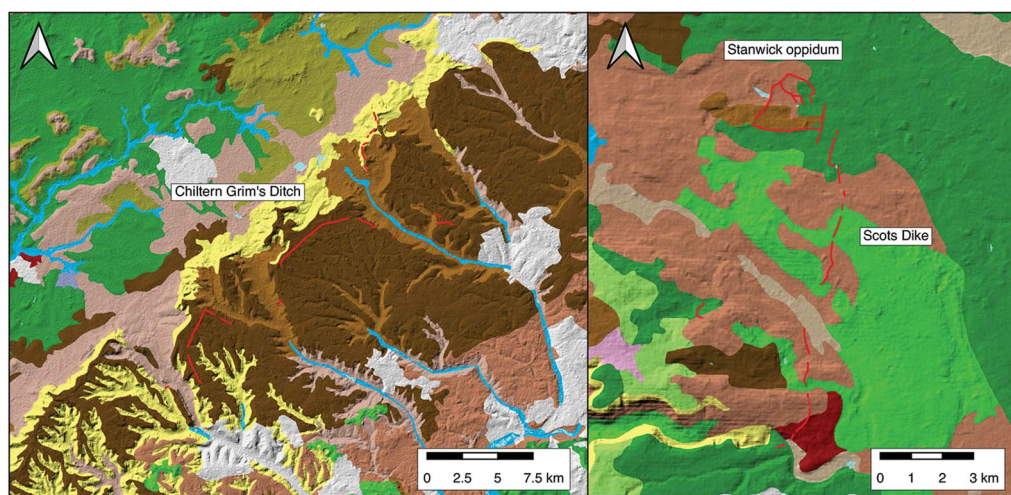 Chiltern Grim's Ditch
0 2.5 5 7.5 km
Stanwick oppidum
Scots Dike
0 1 2 3 km